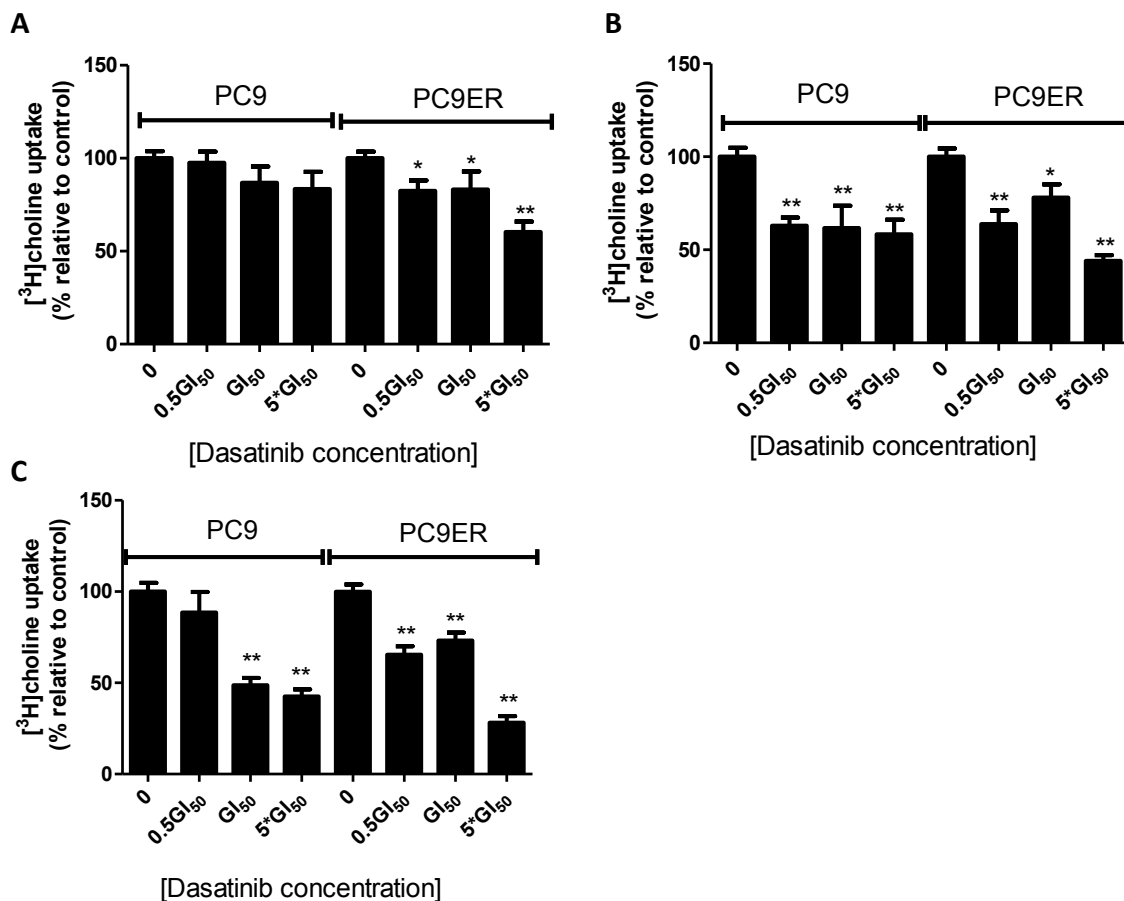 A
150
100
50
0
[³H]choline uptake
(% relative to control)
PC9
PC9ER
*
*
**
0
0.5GI₅₀
GI₅₀
5*GI₅₀
0
0.5GI₅₀
GI₅₀
5*GI₅₀
[Dasatinib concentration]
B
150
100
50
0
[³H]choline uptake
(% relative to control)
PC9
PC9ER
**
**
**
**
*
**
0
0.5GI₅₀
GI₅₀
5*GI₅₀
0
0.5GI₅₀
GI₅₀
5*GI₅₀
[Dasatinib concentration]
C
150
100
50
0
[³H]choline uptake
(% relative to control)
PC9
PC9ER
**
**
**
**
**
0
0.5GI₅₀
GI₅₀
5*GI₅₀
0
0.5GI₅₀
GI₅₀
5*GI₅₀
[Dasatinib concentration]